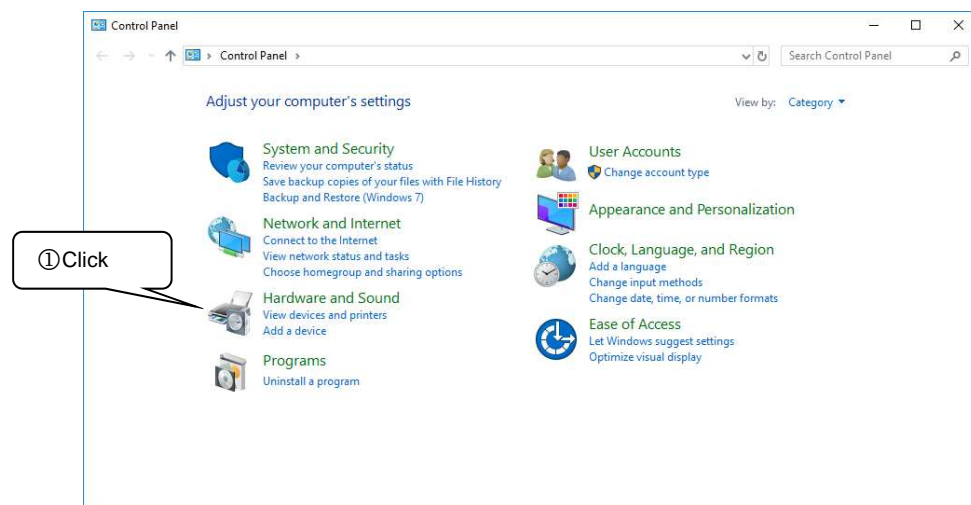 Control Panel
Control Panel
Search Control Panel
Adjust your computer's settings
View by: Category
System and Security
Review your computer's status
Save backup copies of your files with File History
Backup and Restore (Windows 7)
Network and Internet
Connect to the Internet
View network status and tasks
Choose homegroup and sharing options
①Click
Hardware and Sound
View devices and printers
Add a device
Programs
Uninstall a program
User Accounts
Change account type
Appearance and Personalization
Clock, Language, and Region
Add a language
Change input methods
Change date, time, or number formats
Ease of Access
Let Windows suggest settings
Optimize visual display